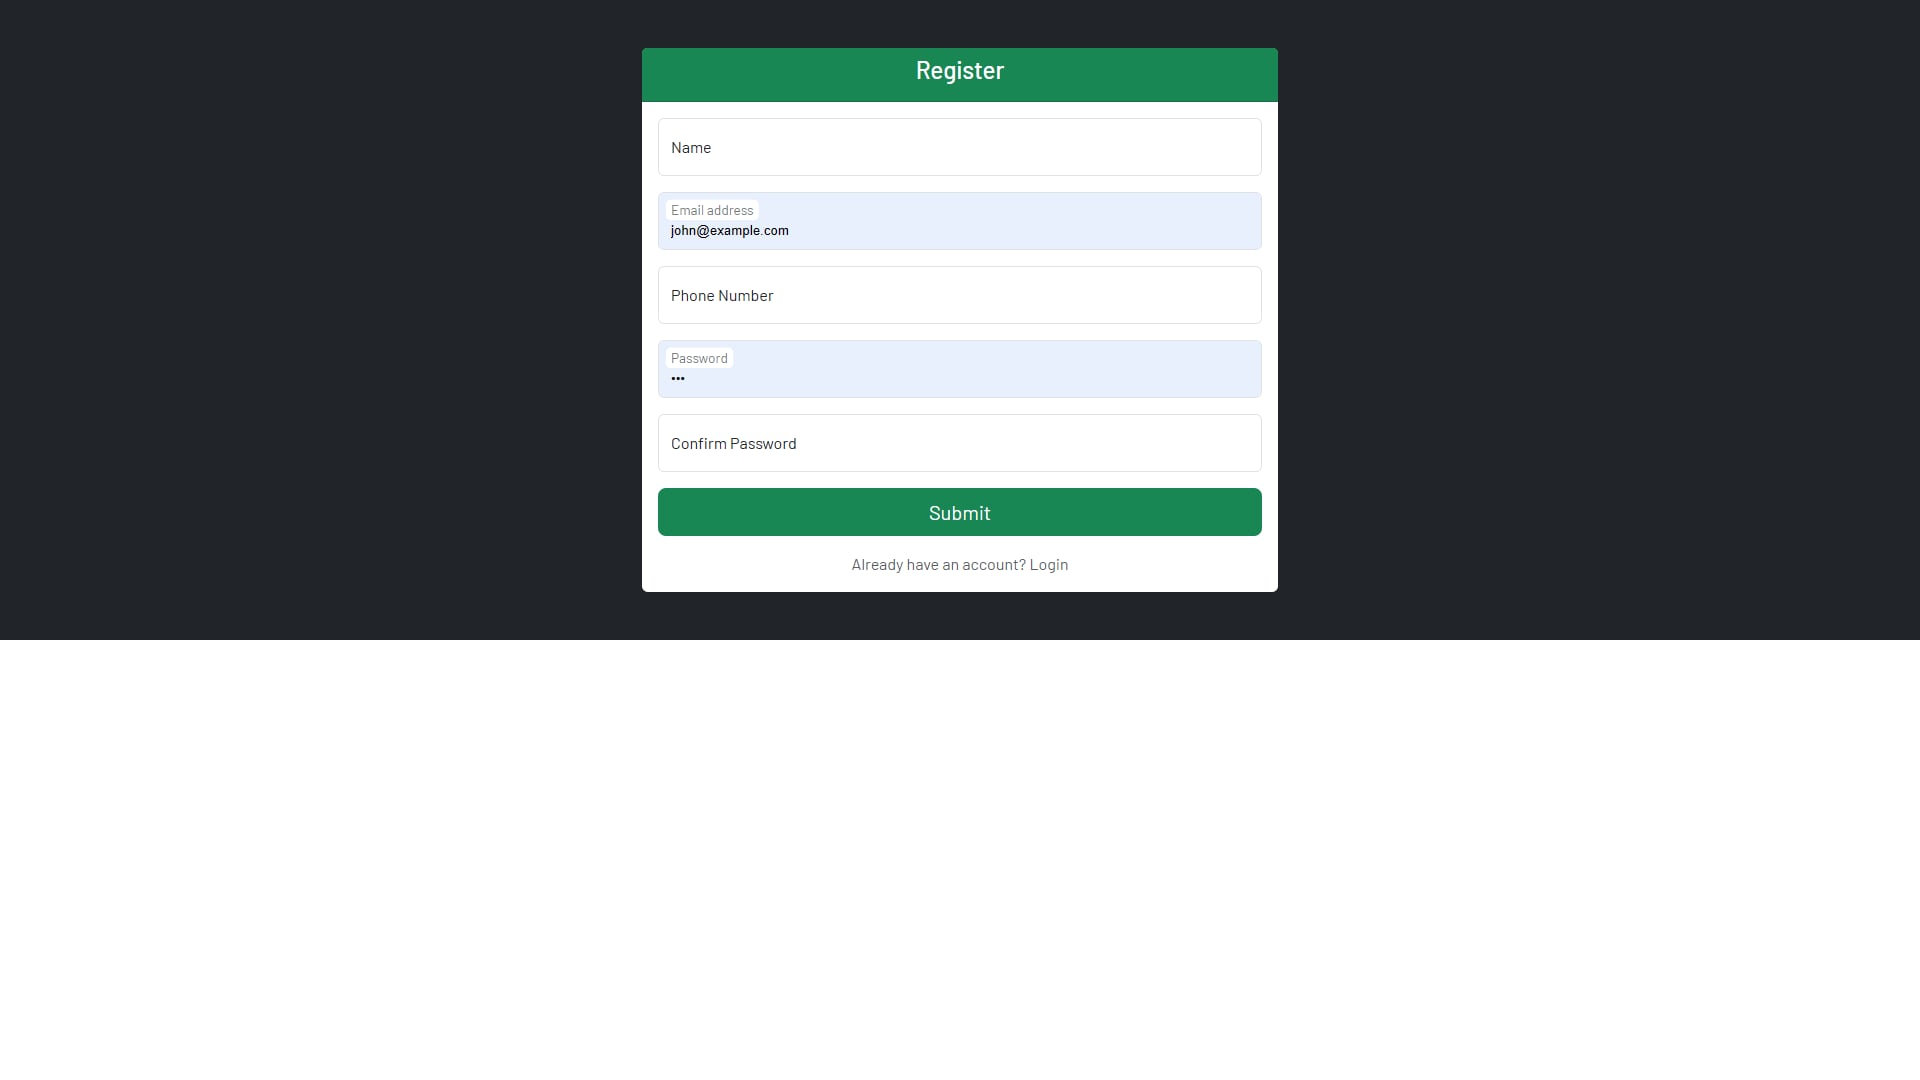 Register
Name
Email address
john@example.com
Phone Number
Password
•••
Confirm Password
Submit
Already have an account? Login